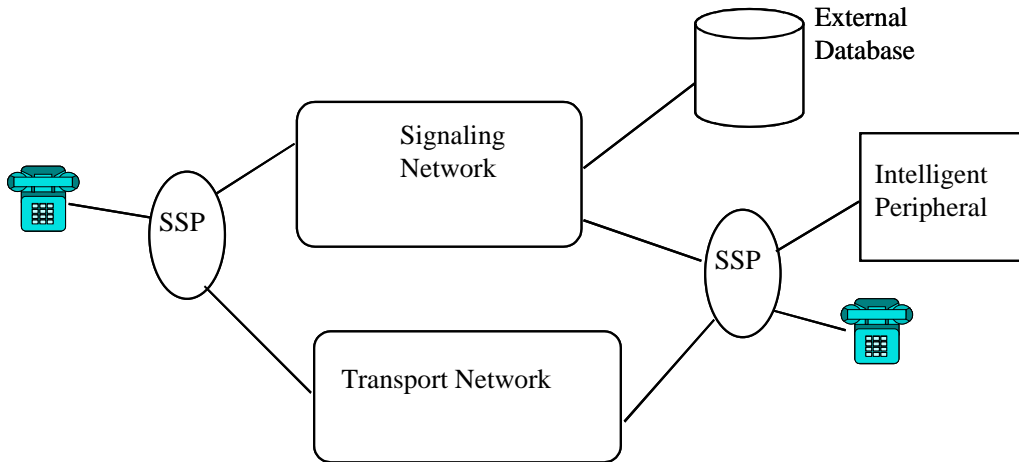 External
Database
Signaling
Network
Intelligent
Peripheral
SSP
SSP
Transport Network